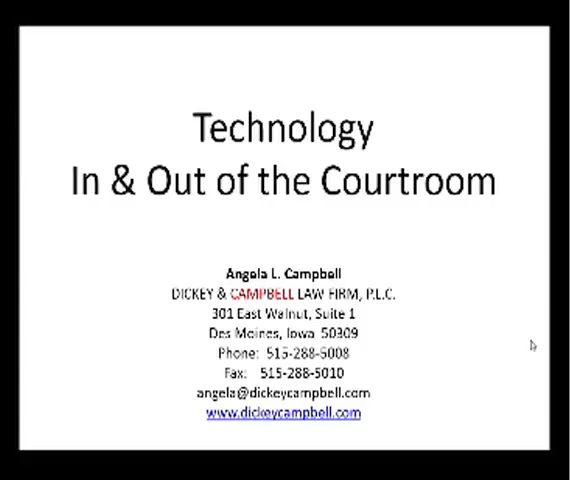 Technology
In & Out of the Courtroom
Angela L. Campbell
DICKEY & CAMPBELL LAW FIRM, P.L.C.
301 East Walnut, Suite 1
Des Moines, Iowa 50309
Phone: 515-288-5008
Fax: 515-288-5010
angela@dickeycampbell.com
www.dickeycampbell.com